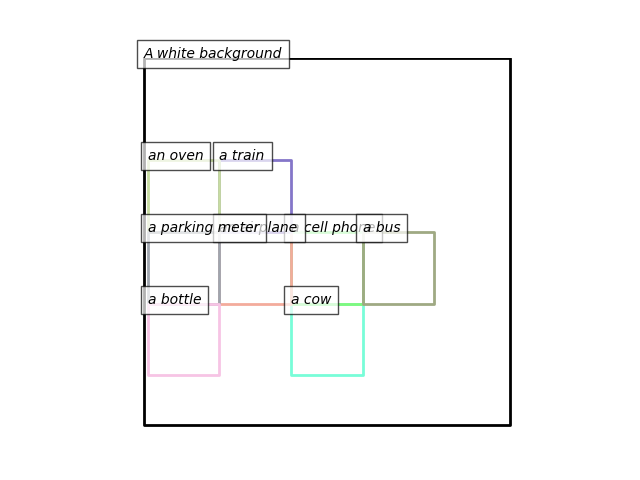 A white background
an oven
a train
a parking meter
plane
cell phone
a bus
a bottle
a cow